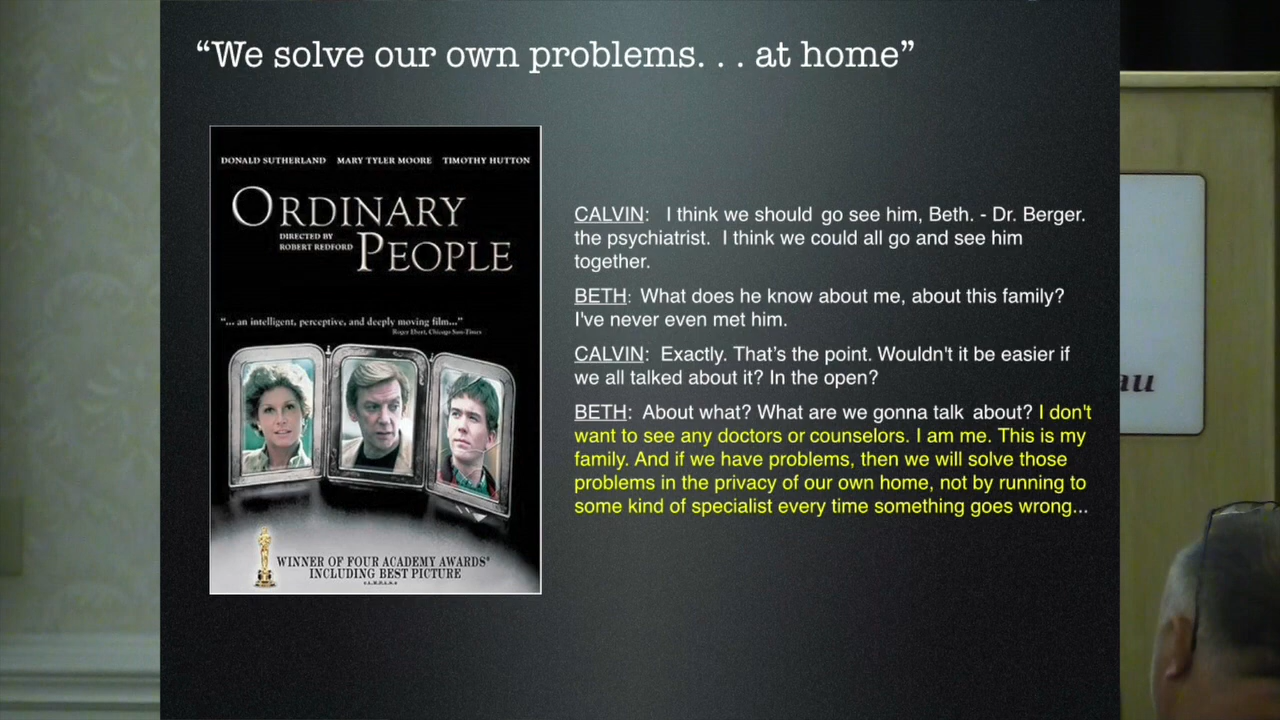 “We solve our own problems. . . at home”
DONALD SUTHERLAND MARY TYLER MOORE TIMOTHY HUTTON
ORDINARY
DIRECTED BY
ROBERT REDFORD
PEOPLE
"... an intelligent, perceptive, and deeply moving film..."
Roger Ebert, Chicago Sun-Times
WINNER OF FOUR ACADEMY AWARDS®
INCLUDING BEST PICTURE
CALVIN: I think we should go see him, Beth. - Dr. Berger.
the psychiatrist. I think we could all go and see him
together.
BETH: What does he know about me, about this family?
I've never even met him.
CALVIN: Exactly. That’s the point. Wouldn't it be easier if
we all talked about it? In the open?
BETH: About what? What are we gonna talk about? I don't
want to see any doctors or counselors. I am me. This is my
family. And if we have problems, then we will solve those
problems in the privacy of our own home, not by running to
some kind of specialist every time something goes wrong...
au